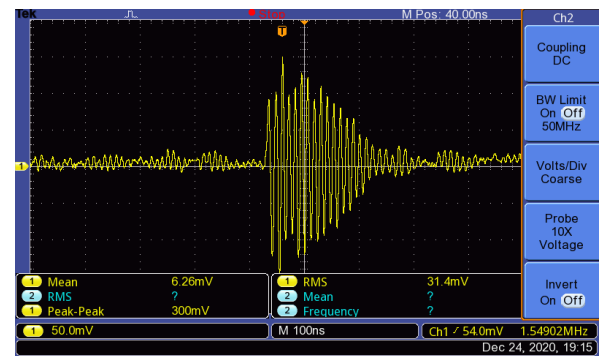 Tek Stop M Pos: 40.00ns Ch2
T
Coupling
DC
BW Limit
On Off
50MHz
1
Volts/Div
Coarse
Probe
10X
Voltage
Invert
On Off
1 Mean 6.26mV 1 RMS 31.4mV
2 RMS ? 2 Mean ?
1 Peak-Peak 300mV 2 Frequency ?
1 50.0mV M 100ns Ch1 / 54.0mV 1.54902MHz
Dec 24, 2020, 19:15